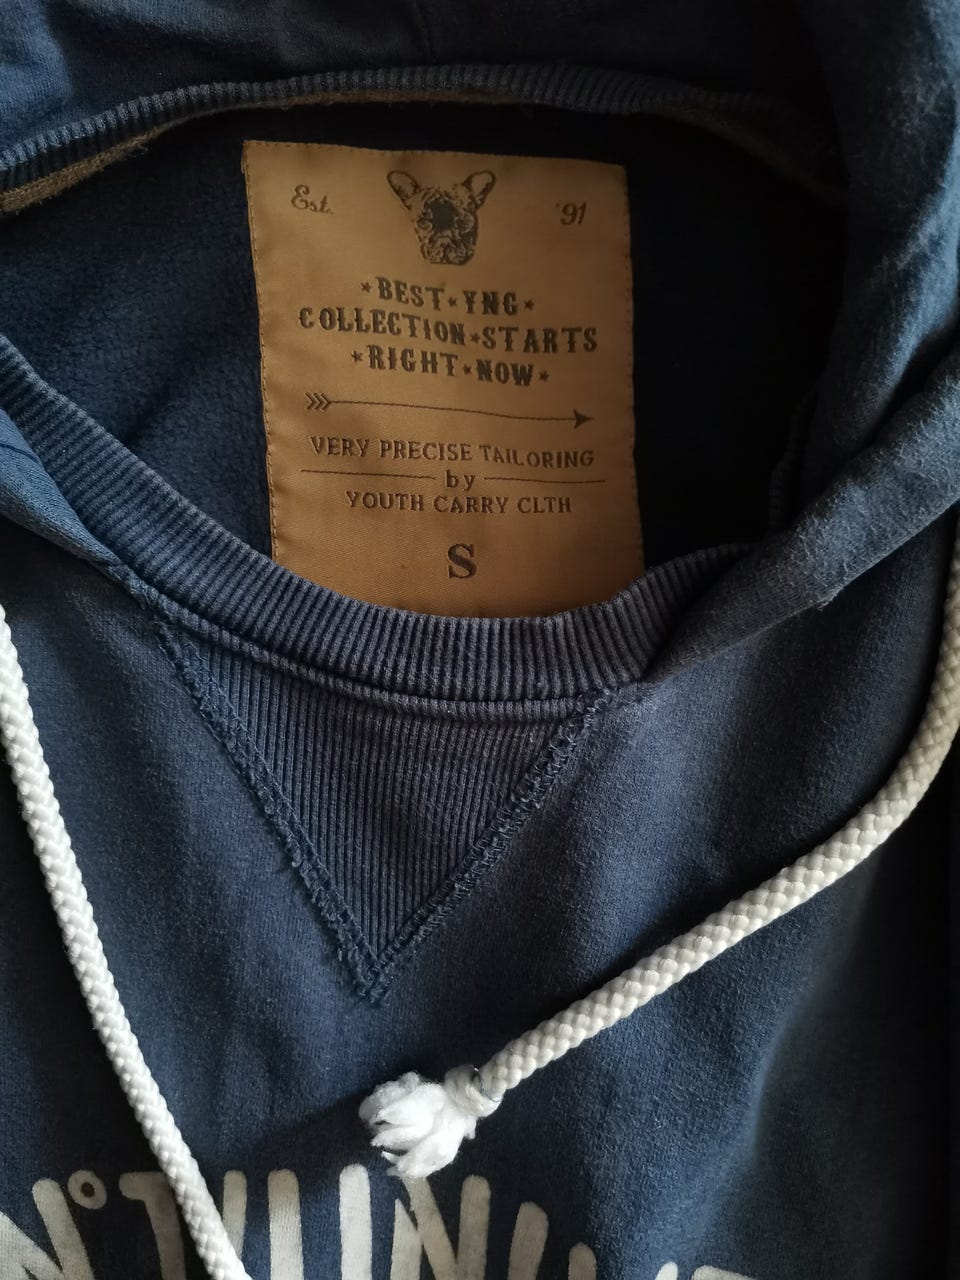 Est. '91
★BEST★YNG★
COLLECTION★STARTS
★RIGHT★NOW★
VERY PRECISE TAILORING
by
YOUTH CARRY CLTH
S